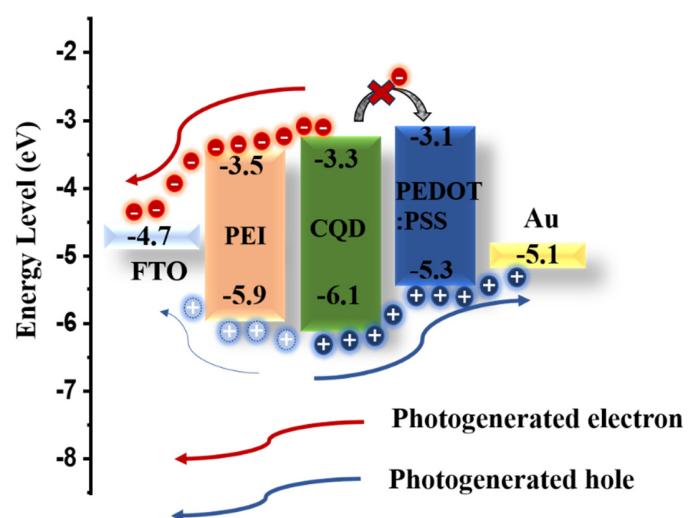 Energy Level (eV)
-2
-3
-4
-5
-6
-7
-8
-4.7
FTO
-3.5
PEI
-5.9
-3.3
CQD
-6.1
-3.1
PEDOT
:PSS
-5.3
Au
-5.1
Photogenerated electron
Photogenerated hole